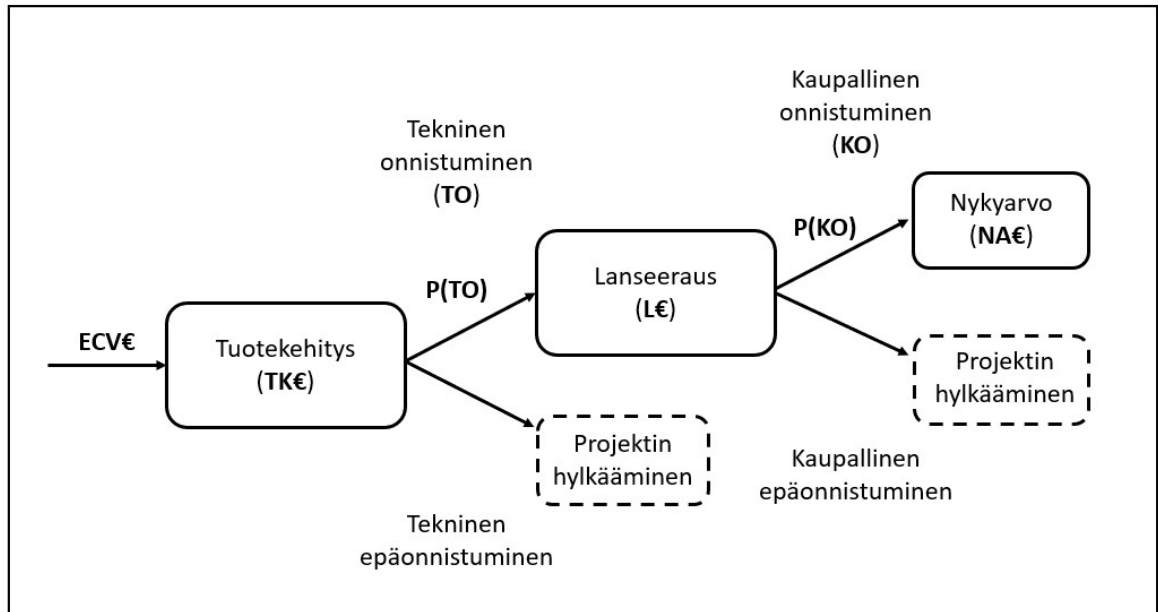 Kaupallinen
onnistuminen
(KO)
Tekninen
onnistuminen
(TO)
Nykyarvo
(NA€)
P(KO)
Lanseeraus
(L€)
P(TO)
ECV€
Tuotekehitys
(TK€)
Projektin
hylkääminen
Projektin
hylkääminen
Kaupallinen
epäonnistuminen
Tekninen
epäonnistuminen